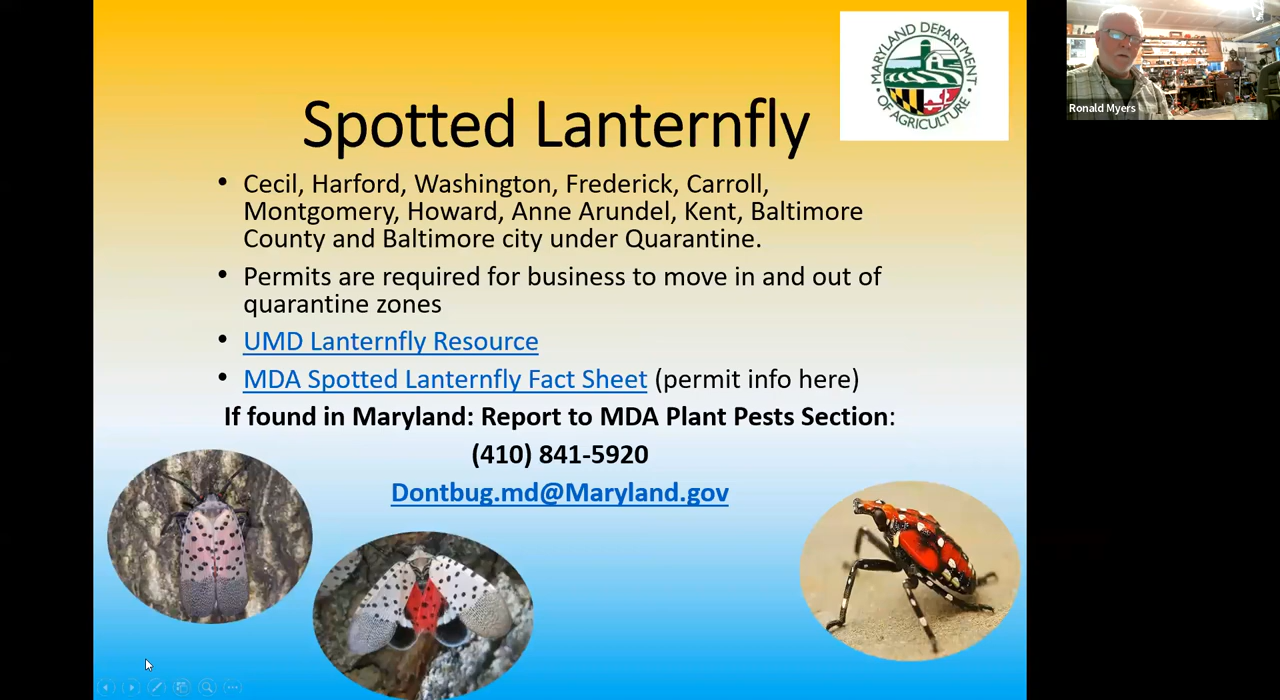 MARYLAND DEPARTMENT
OF AGRICULTURE
Ronald Myers
Spotted Lanternfly
• Cecil, Harford, Washington, Frederick, Carroll,
Montgomery, Howard, Anne Arundel, Kent, Baltimore
County and Baltimore city under Quarantine.
• Permits are required for business to move in and out of
quarantine zones
• UMD Lanternfly Resource
• MDA Spotted Lanternfly Fact Sheet (permit info here)
If found in Maryland: Report to MDA Plant Pests Section:
(410) 841-5920
Dontbug.md@Maryland.gov